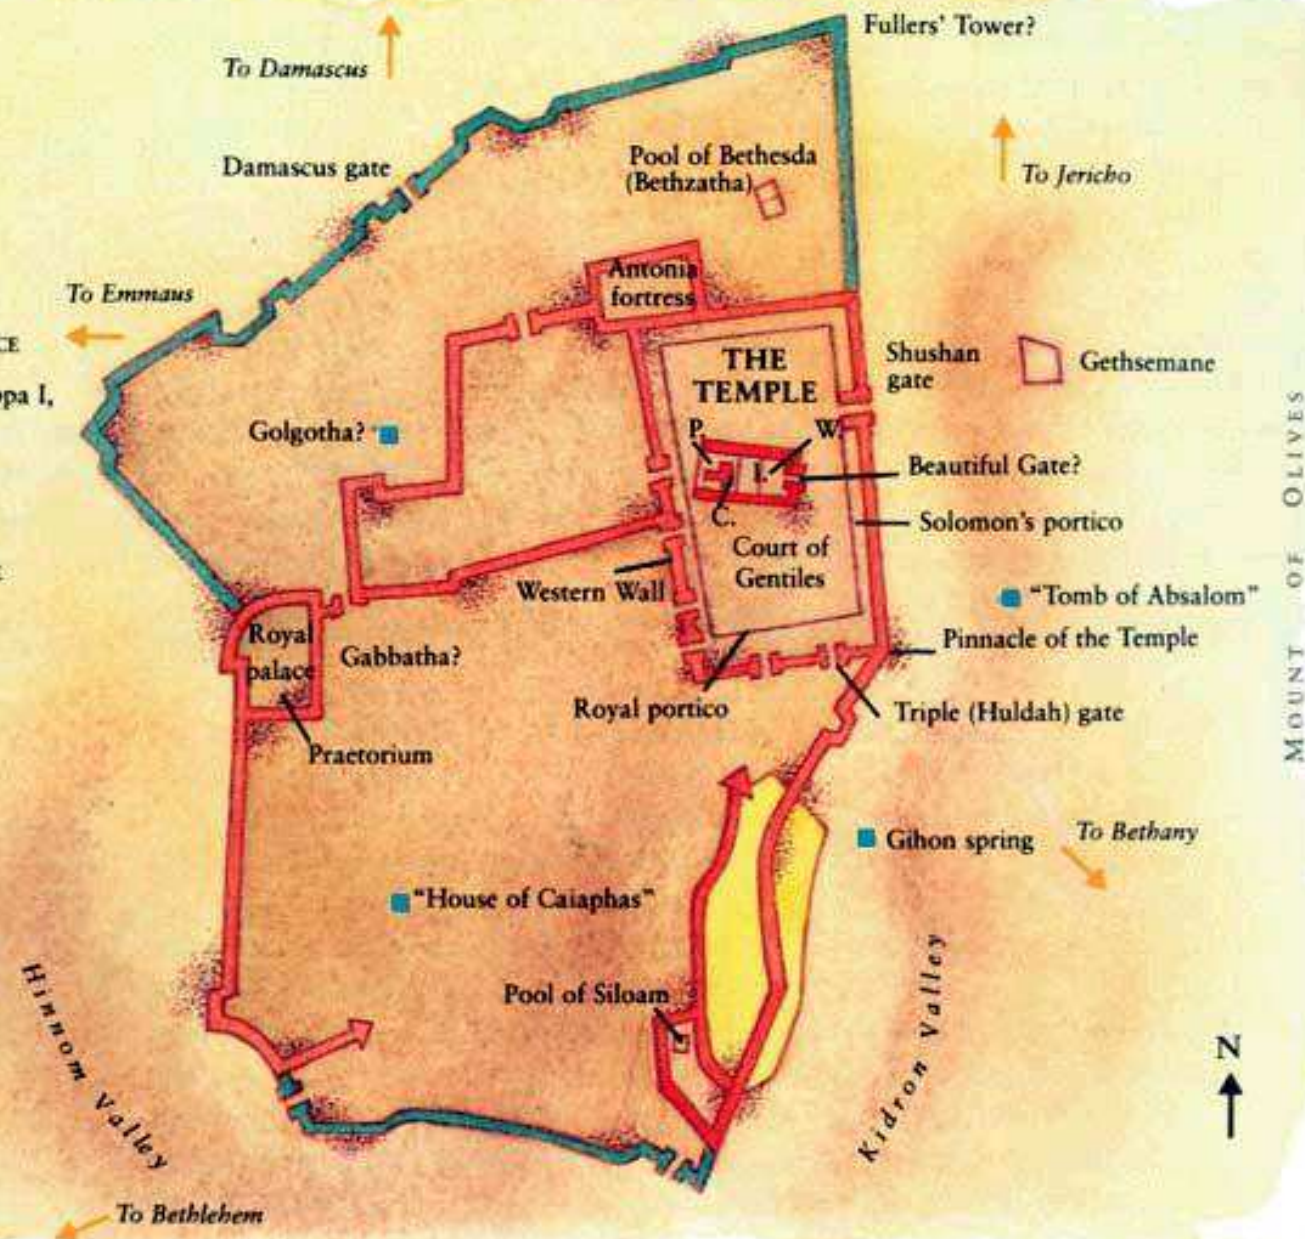 Fullers' Tower?
To Damascus
Damascus gate
Pool of Bethesda
(Bethzatha)
To Jericho
To Emmaus
Antonia
fortress
CE
pa I,
THE
TEMPLE
Shushan
gate
Gethsemane
Golgotha?
P.
W.
I.
C.
Beautiful Gate?
Solomon's portico
Court of
Gentiles
Western Wall
"Tomb of Absalom"
MOUNT OF OLIVES
Royal
palace
Gabbatha?
Pinnacle of the Temple
Royal portico
Triple (Huldah) gate
Praetorium
Gihon spring
To Bethany
"House of Caiaphas"
Pool of Siloam
Hinnom Valley
Kidron Valley
N
To Bethlehem